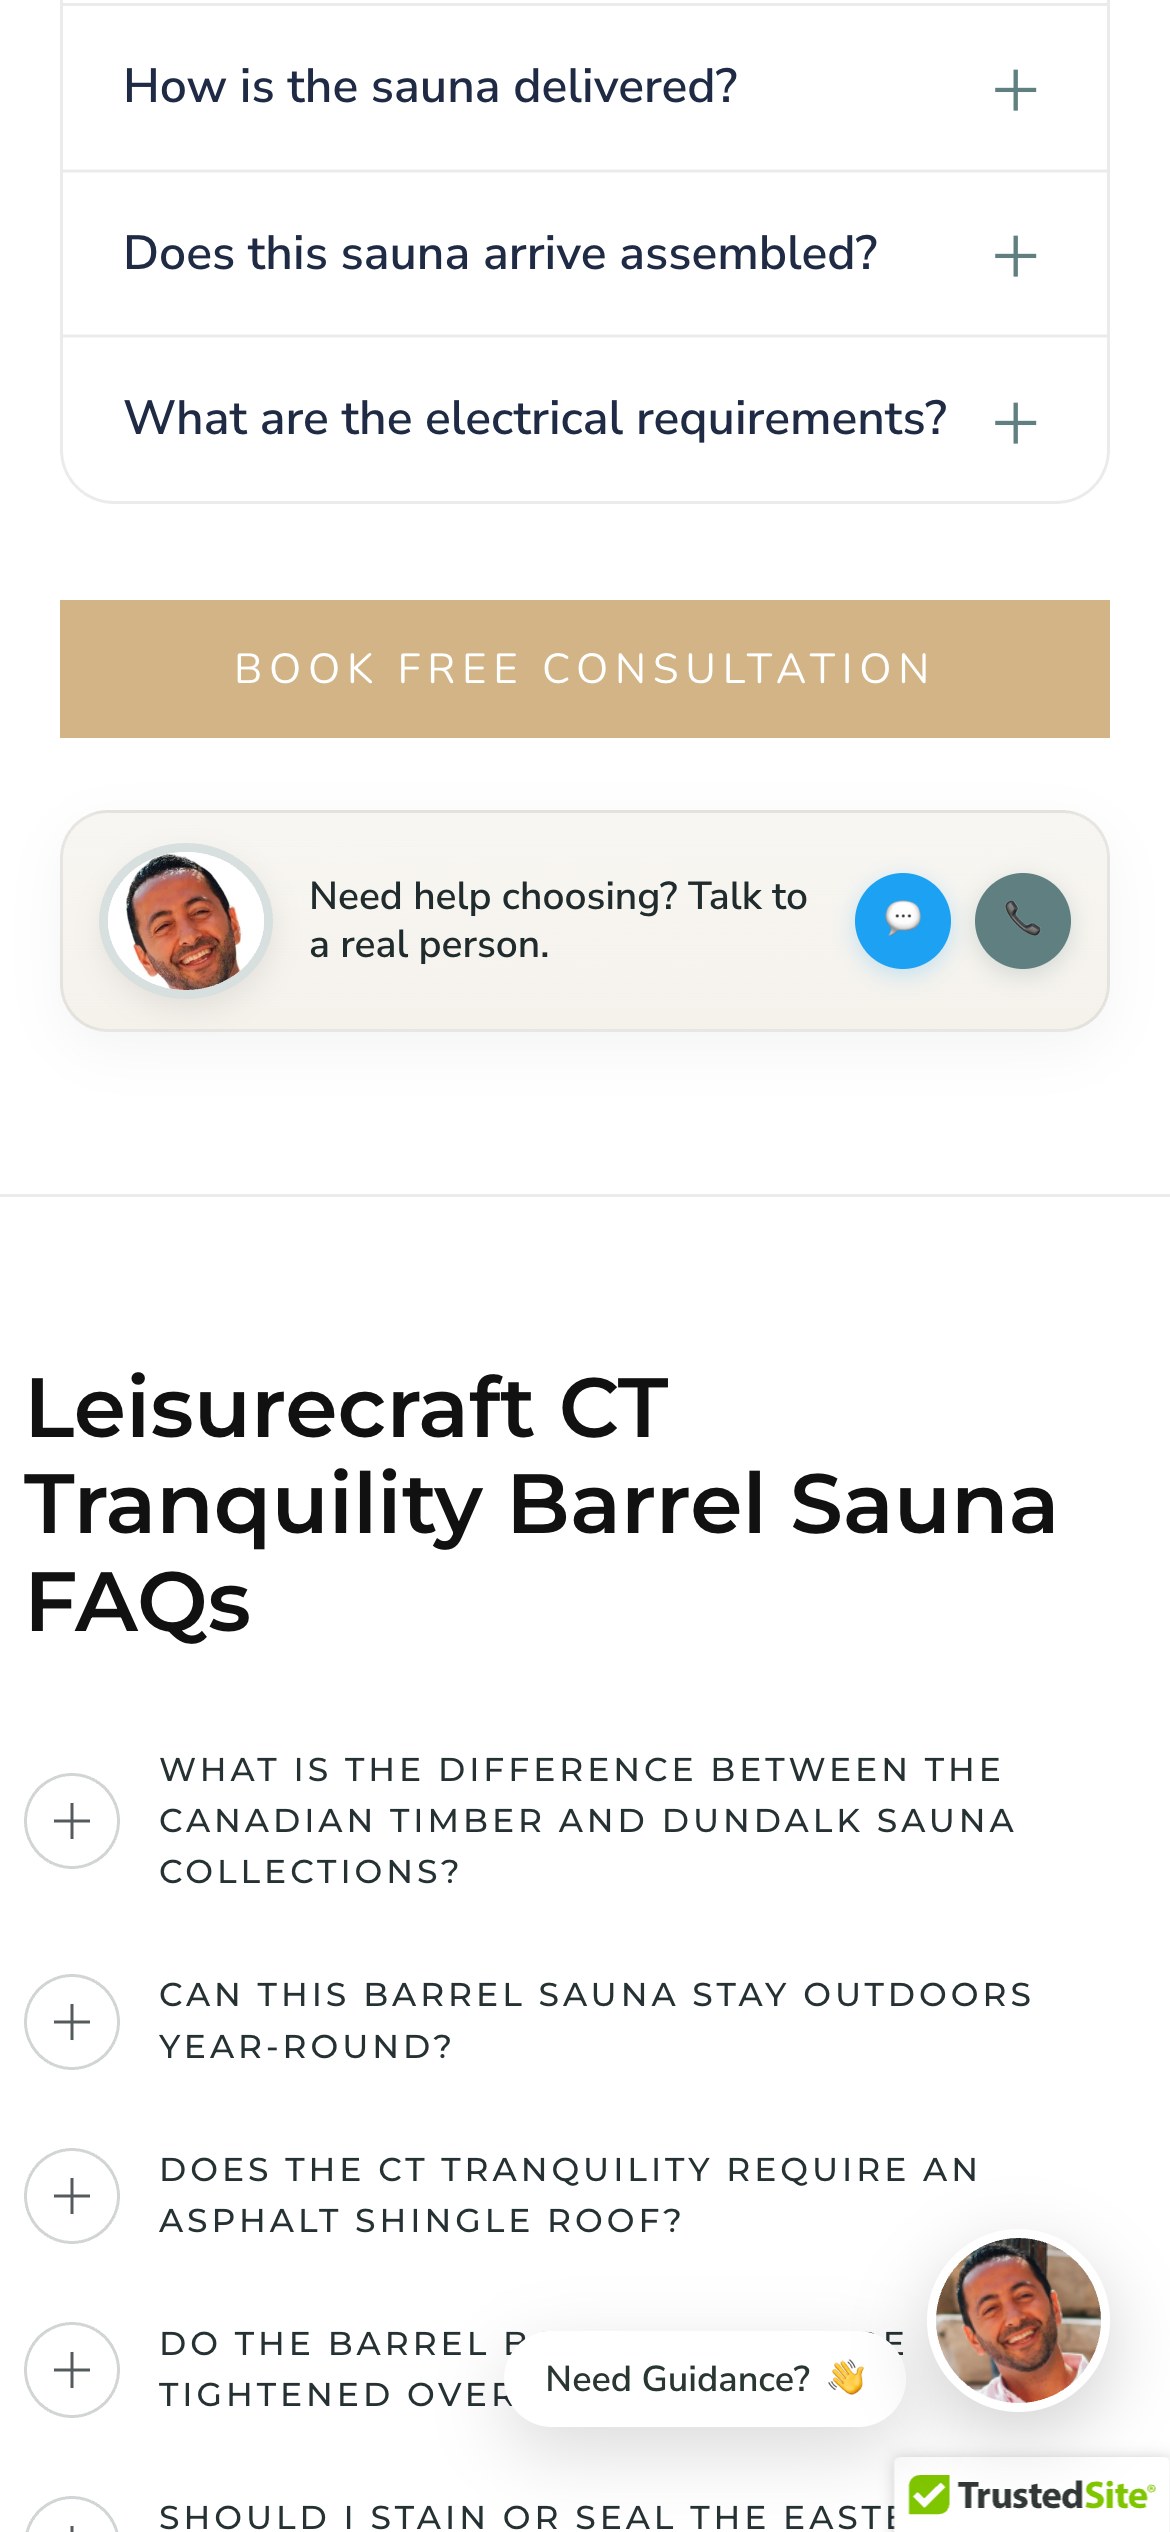 How is the sauna delivered?
Does this sauna arrive assembled?
What are the electrical requirements?
BOOK FREE CONSULTATION
Need help choosing? Talk to
a real person.
Leisurecraft CT
Tranquility Barrel Sauna
FAQs
WHAT IS THE DIFFERENCE BETWEEN THE
CANADIAN TIMBER AND DUNDALK SAUNA
COLLECTIONS?
CAN THIS BARREL SAUNA STAY OUTDOORS
YEAR-ROUND?
DOES THE CT TRANQUILITY REQUIRE AN
ASPHALT SHINGLE ROOF?
DO THE BARREL
TIGHTENED OVER
Need Guidance? 👋
SHOULD I STAIN OR SEAL THE
TrustedSite®